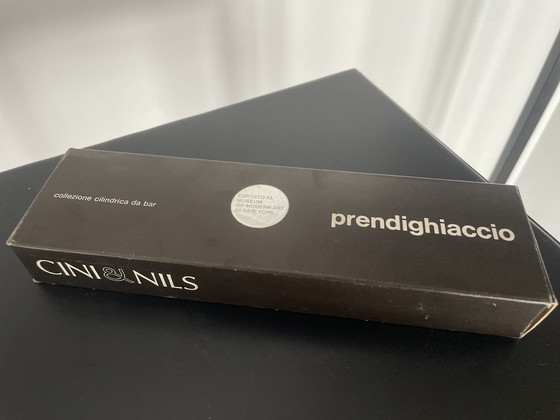 collezione cilindrica da bar
ESPOSTO AL
MUSEUM
OF MODERN ART
DI NEW YORK
prendighiaccio
CINI & NILS